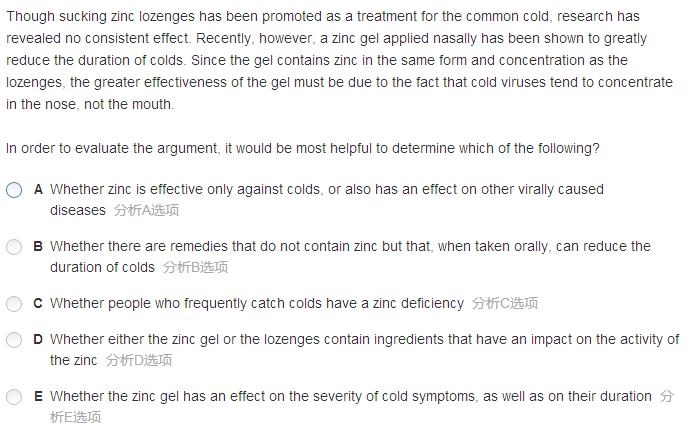 Though sucking zinc lozenges has been promoted as a treatment for the common cold, research has
revealed no consistent effect. Recently, however, a zinc gel applied nasally has been shown to greatly
reduce the duration of colds. Since the gel contains zinc in the same form and concentration as the
lozenges, the greater effectiveness of the gel must be due to the fact that cold viruses tend to concentrate
in the nose, not the mouth.
In order to evaluate the argument, it would be most helpful to determine which of the following?
A Whether zinc is effective only against colds, or also has an effect on other virally caused
diseases 分析A选项
B Whether there are remedies that do not contain zinc but that, when taken orally, can reduce the
duration of colds 分析B选项
C Whether people who frequently catch colds have a zinc deficiency 分析C选项
D Whether either the zinc gel or the lozenges contain ingredients that have an impact on the activity of
the zinc 分析D选项
E Whether the zinc gel has an effect on the severity of cold symptoms, as well as on their duration 分
析E选项